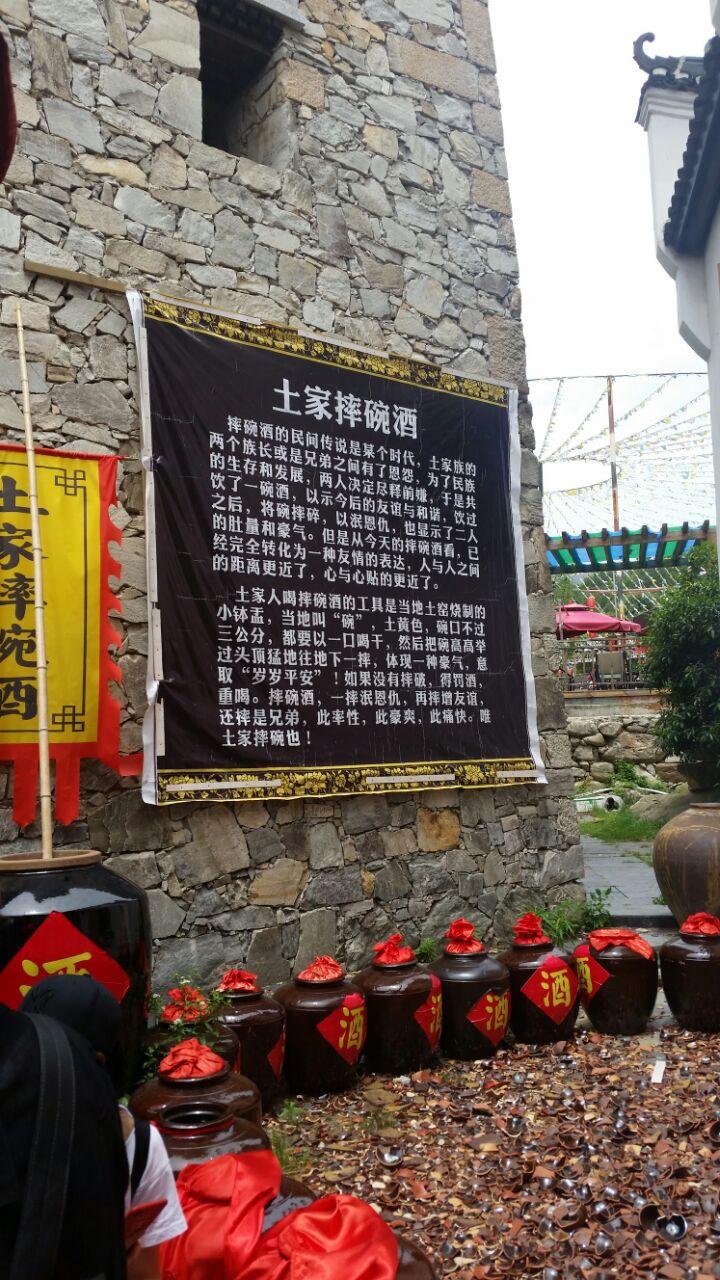 土家摔碗酒
摔碗酒的民间传说是某个时代，土家族的
两个族长或是兄弟之间有了恩怨，为了民族
的生存和发展，两人决定尽释前嫌，于是共
饮了一碗酒，以示今后的友谊与和谐，饮过
之后，将碗摔碎，以泯恩仇，也显示了二人
的肚量和豪气。但是从今天的摔碗酒看，已
经完全转化为一种友情的表达，人与人之间
的距离更近了，心与心贴的更近了。
土家人喝摔碗酒的工具是当地土窑烧制的
小钵盂，当地叫“碗”，土黄色，碗口不过
三公分，都要以一口喝干，然后把碗高高举
过头顶猛地往地下一摔，体现一种豪气，意
取“岁岁平安”！如果没有摔破，得罚酒，
重喝。摔碗酒，一摔泯恩仇，再摔增友谊，
还摔是兄弟，此率性，此豪爽，此痛快。唯
土家摔碗也！
土家摔碗酒
酒
酒
酒
酒
酒